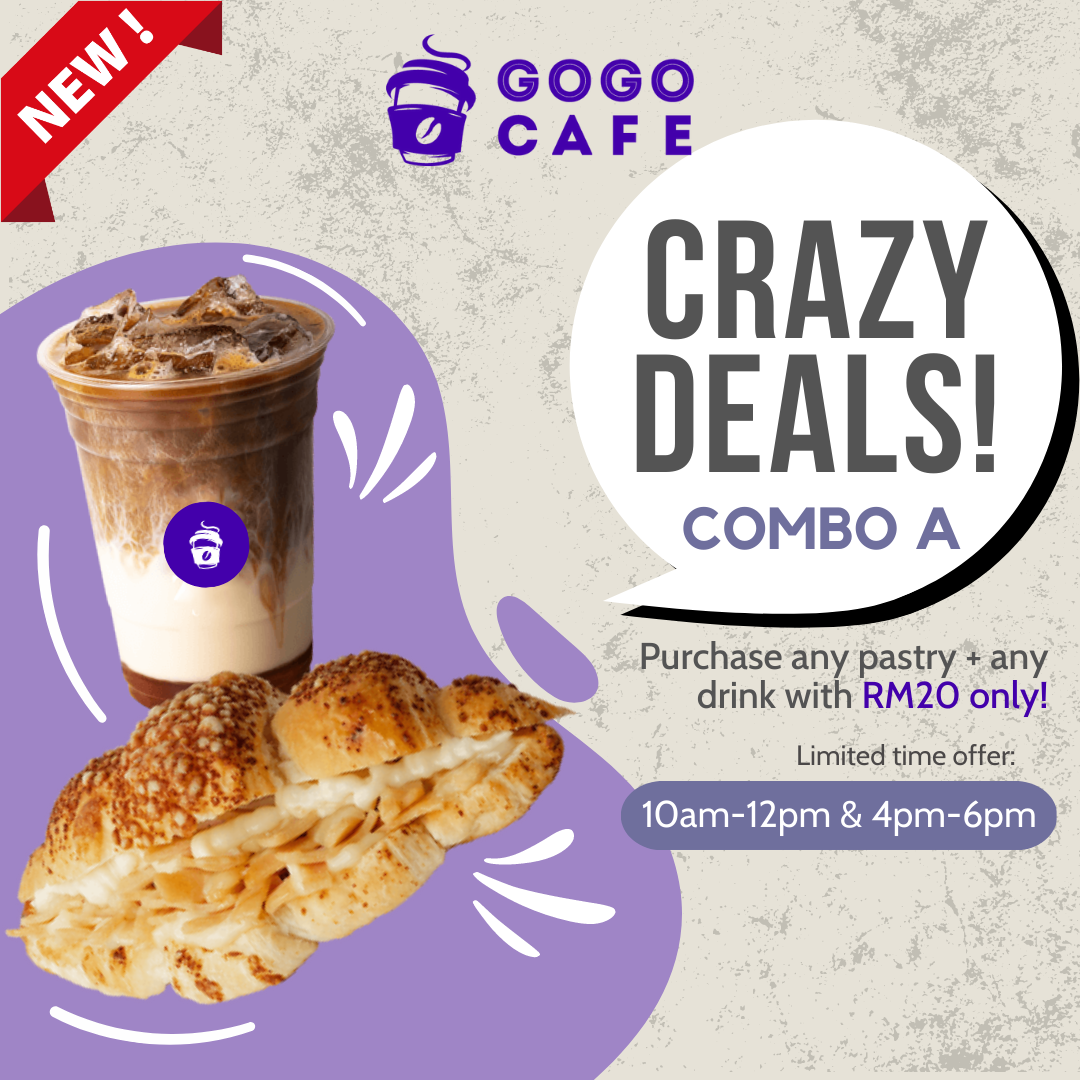 NEW !
GOGO
CAFE
CRAZY
DEALS!
COMBO A
Purchase any pastry + any
drink with RM20 only!
Limited time offer:
10am-12pm & 4pm-6pm